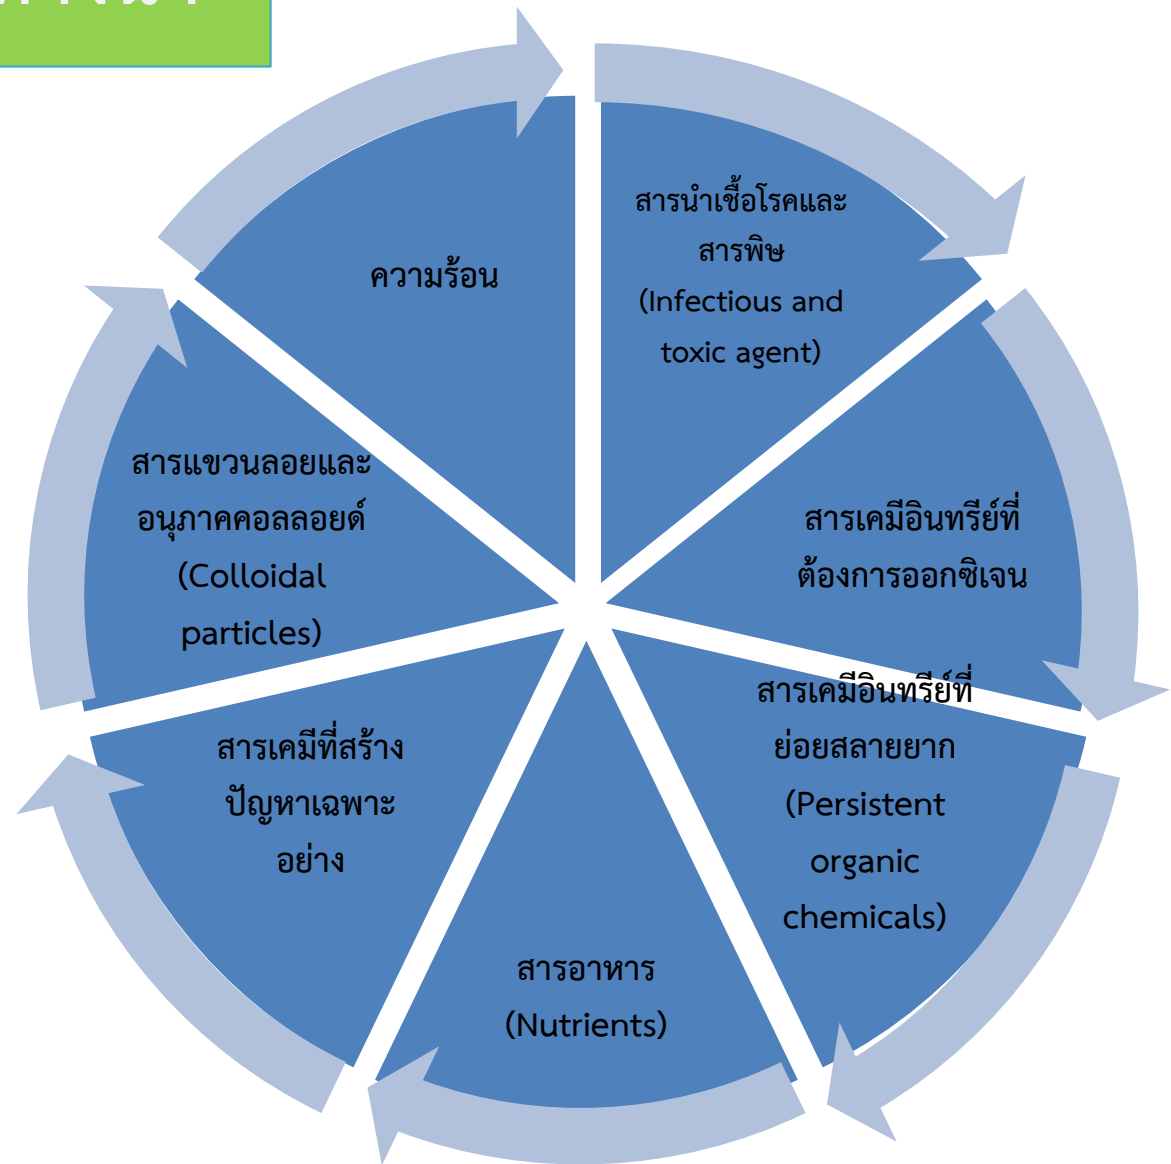 สารนำเชื้อโรคและ
สารพิษ
(Infectious and
toxic agent)
สารเคมีอินทรีย์ที่
ต้องการออกซิเจน
สารเคมีอินทรีย์ที่
ย่อยสลายยาก
(Persistent
organic
chemicals)
สารอาหาร
(Nutrients)
สารเคมีที่สร้าง
ปัญหาเฉพาะ
อย่าง
สารแขวนลอยและ
อนุภาคคอลลอยด์
(Colloidal
particles)
ความร้อน